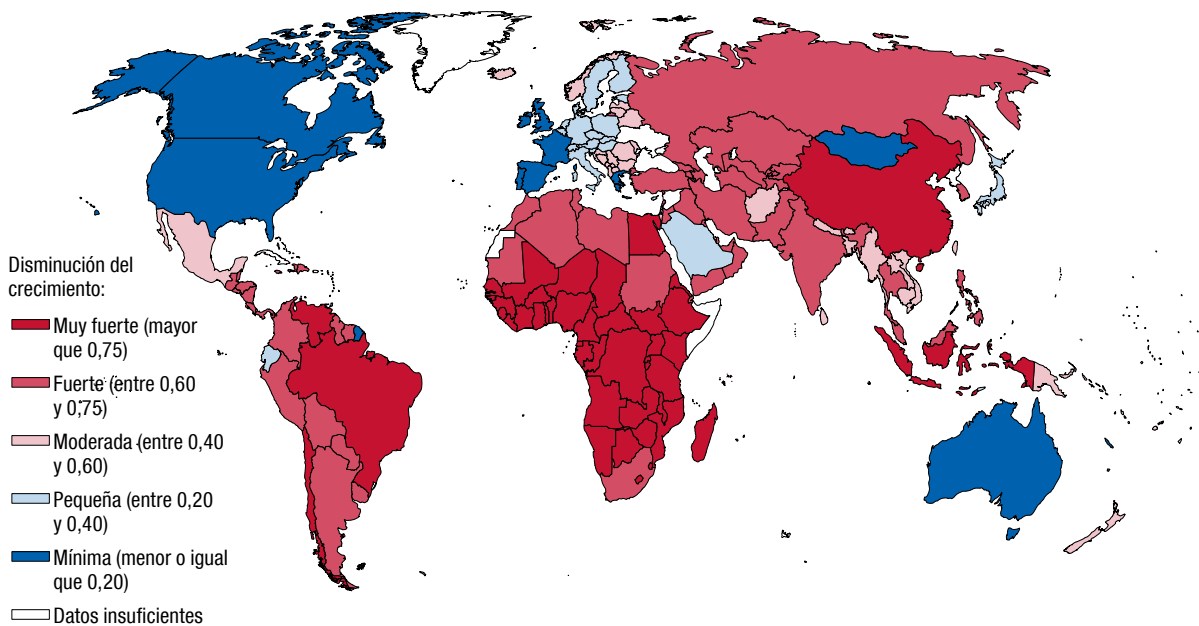 Disminución del
crecimiento:
Muy fuerte (mayor
que 0,75)
Fuerte (entre 0,60
y 0,75)
Moderada (entre 0,40
y 0,60)
Pequeña (entre 0,20
y 0,40)
Mínima (menor o igual
que 0,20)
Datos insuficientes